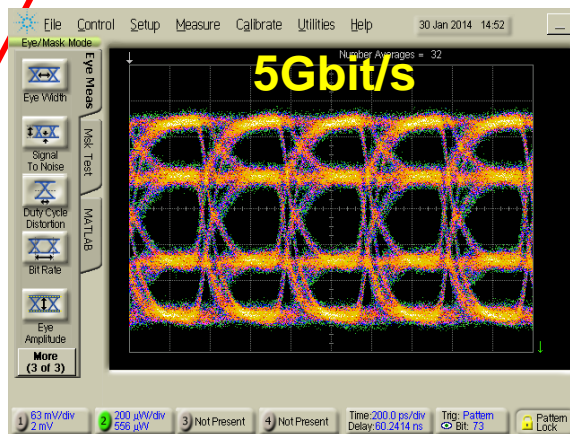 File Control Setup Measure Calibrate Utilities Help 30 Jan 2014 14:52
Eye/Mask Mode
Number Averages = 32
5Gbit/s
Eye Meas
Msk Test
MATLAB
Eye Width
Signal
To Noise
Duty Cycle
Distortion
Bit Rate
Eye
Amplitude
More
(3 of 3)
1) 63 mV/div
2 mV
2) 200 µW/div
556 µW
3) Not Present
4) Not Present
Time:200.0 ps/div
Delay:60.2414 ns
Trig: Pattern
Bit: 73
Pattern
Lock